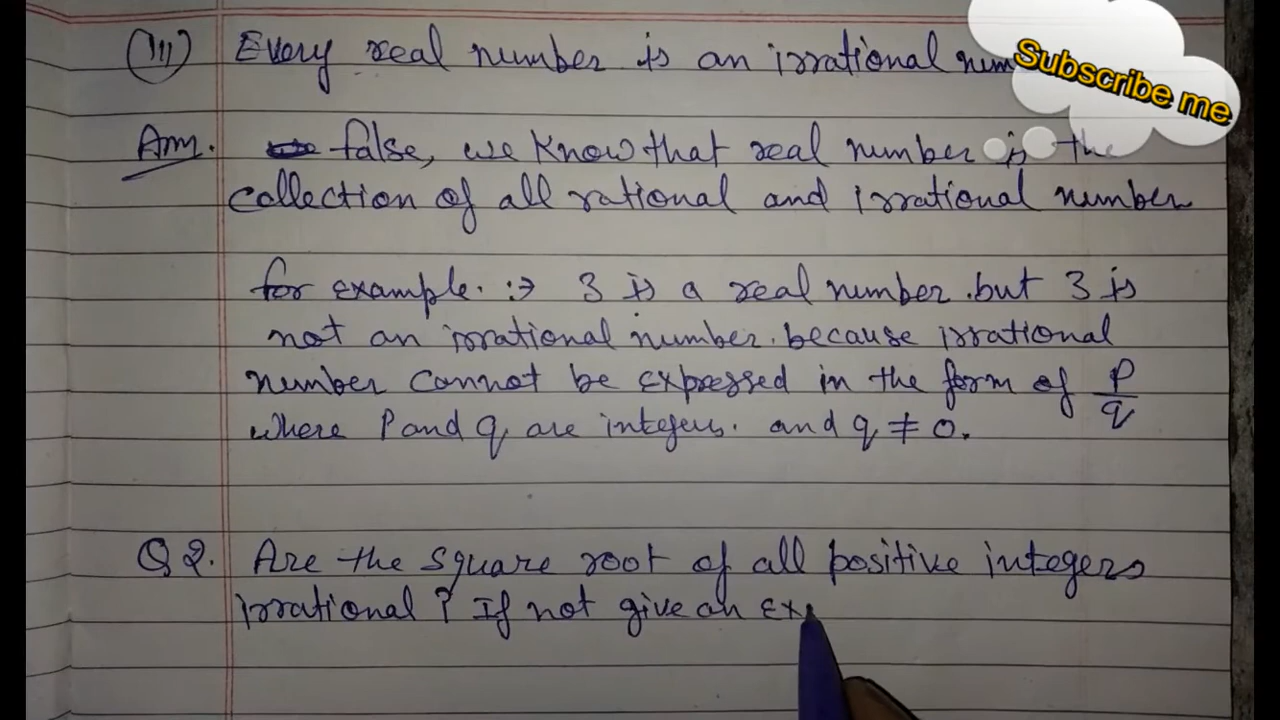 (III) Every real number is an irrational num
Subscribe me
Ans. false, we know that real number is the
collection of all rational and irrational number
for example :→ 3 is a real number. but 3 is
not an irrational number. because irrational
number cannot be expressed in the form of P/q
where P and q are integers. and q ≠ 0.
Q2. Are the square root of all positive integers
irrational? If not give an ex